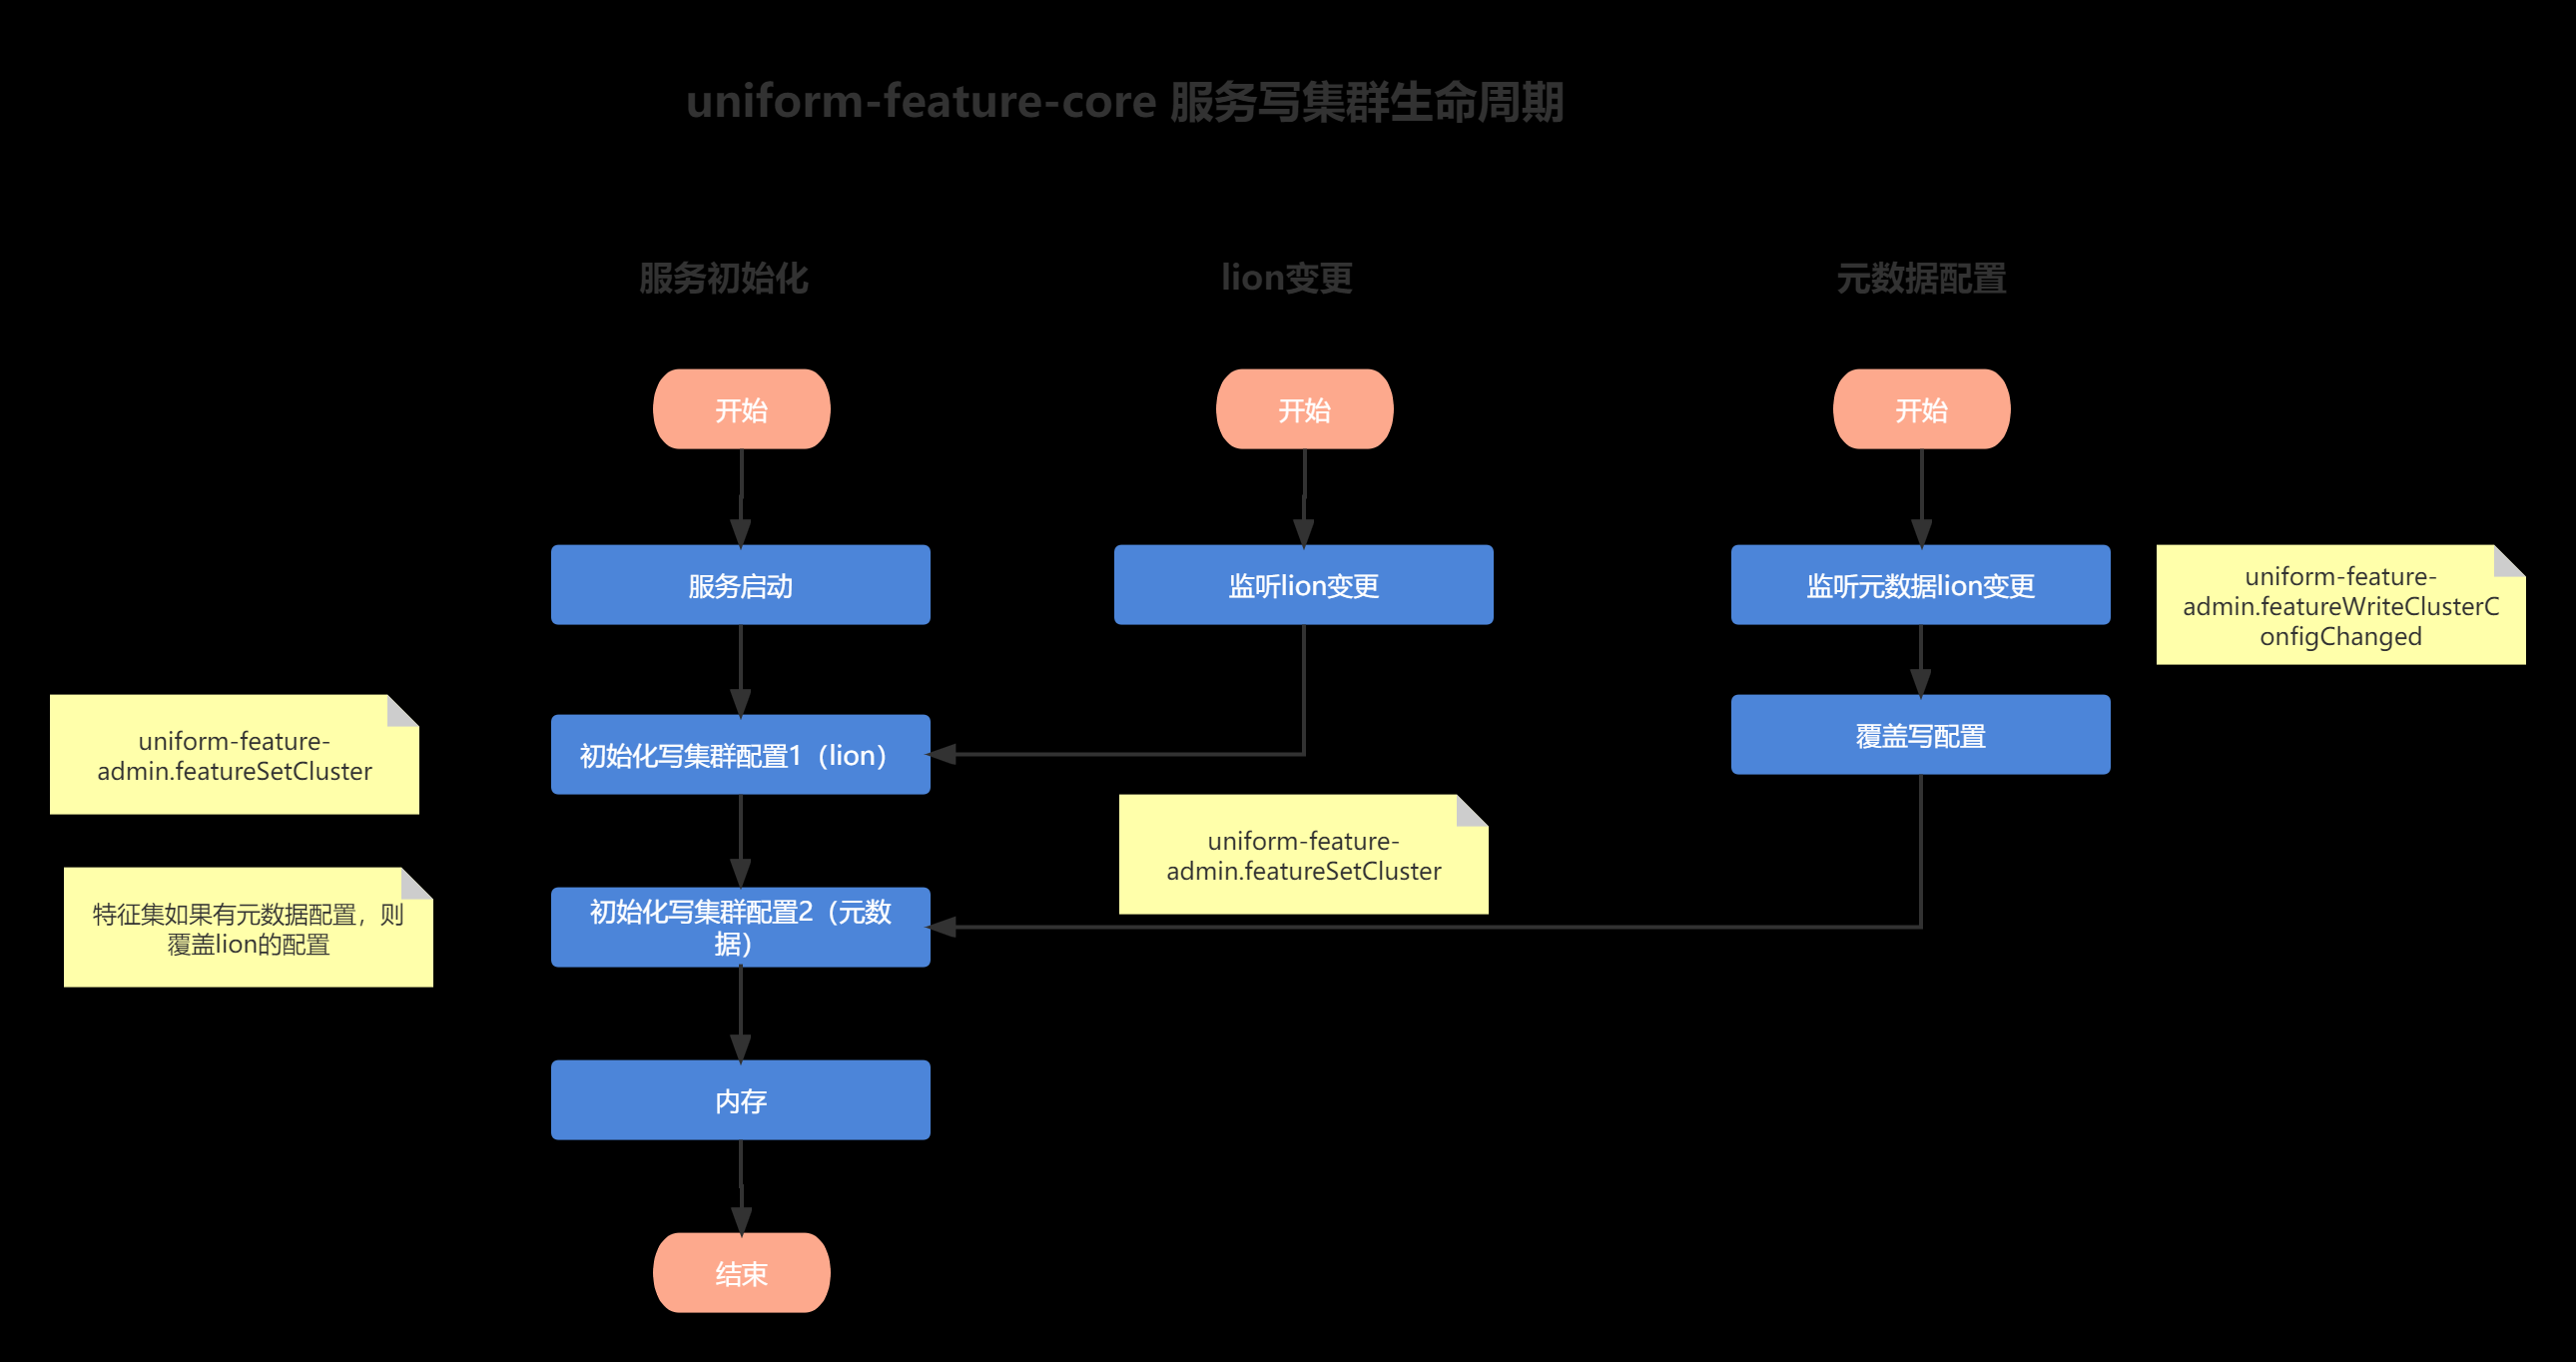 uniform-feature-core 服务写集群生命周期
服务初始化
lion变更
元数据配置
开始
开始
开始
服务启动
监听lion变更
监听元数据lion变更
uniform-feature-
admin.featureWriteClusterC
onfigChanged
uniform-feature-
admin.featureSetCluster
初始化写集群配置1（lion）
覆盖写配置
uniform-feature-
admin.featureSetCluster
特征集如果有元数据配置，则
覆盖lion的配置
初始化写集群配置2（元数
据）
内存
结束